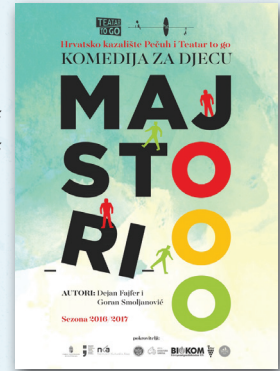 TEATAR
TO GO
Hrvatsko kazalište Pečuh i Teatar to go
KOMEDIJA ZA DJECU
MAJ
STO
RI
O
O
AUTORI: Dejan Fajfer i
Goran Smoljanović
Sezona 2016/2017
pokrovitelji:
nka
BIOKOM